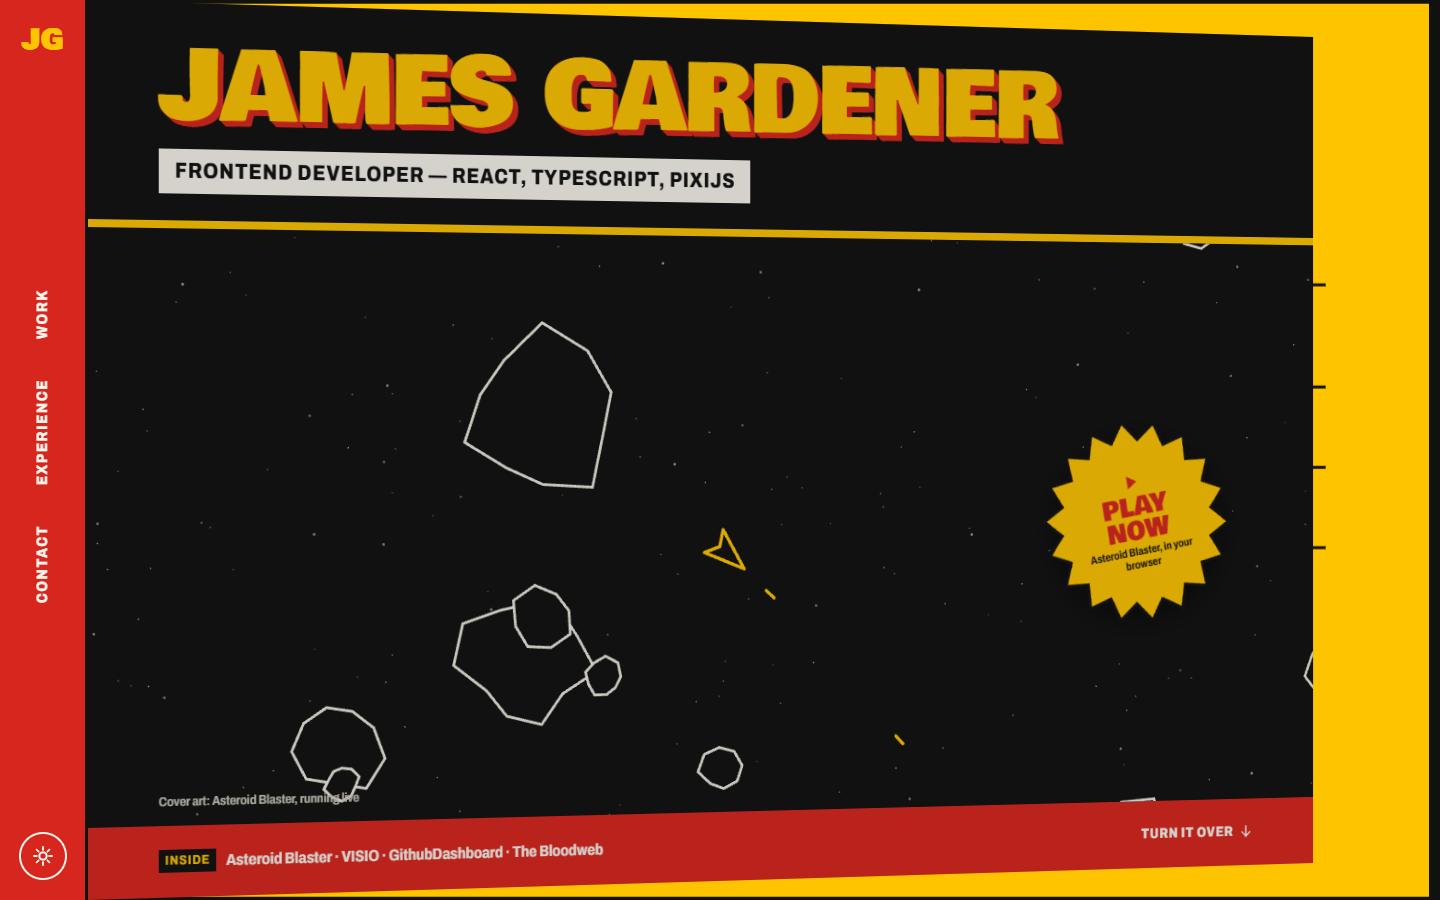 JG
WORK
EXPERIENCE
CONTACT
JAMES GARDENER
FRONTEND DEVELOPER — REACT, TYPESCRIPT, PIXIJS
PLAY
NOW
Asteroid Blaster, in your
browser
Cover art: Asteroid Blaster, running live
INSIDE Asteroid Blaster · VISIO · GithubDashboard · The Bloodweb
TURN IT OVER ↓